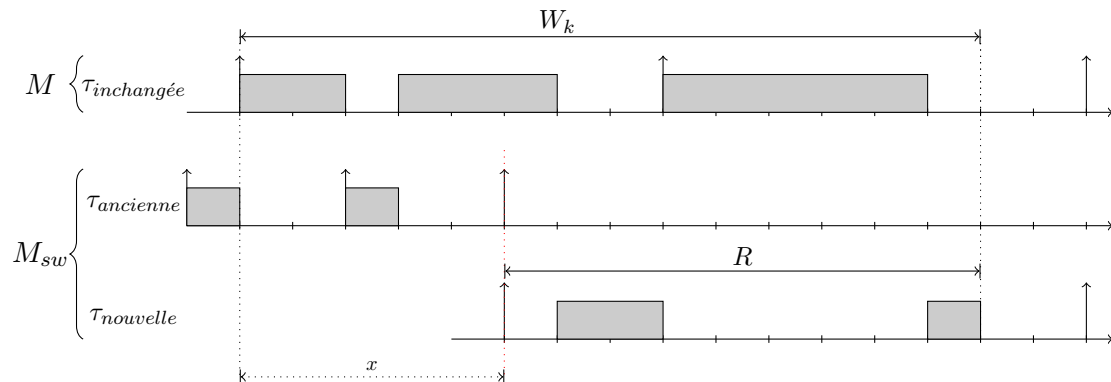 W_k
M { τ_inchangée
τ_ancienne
M_sw {
R
τ_nouvelle
x